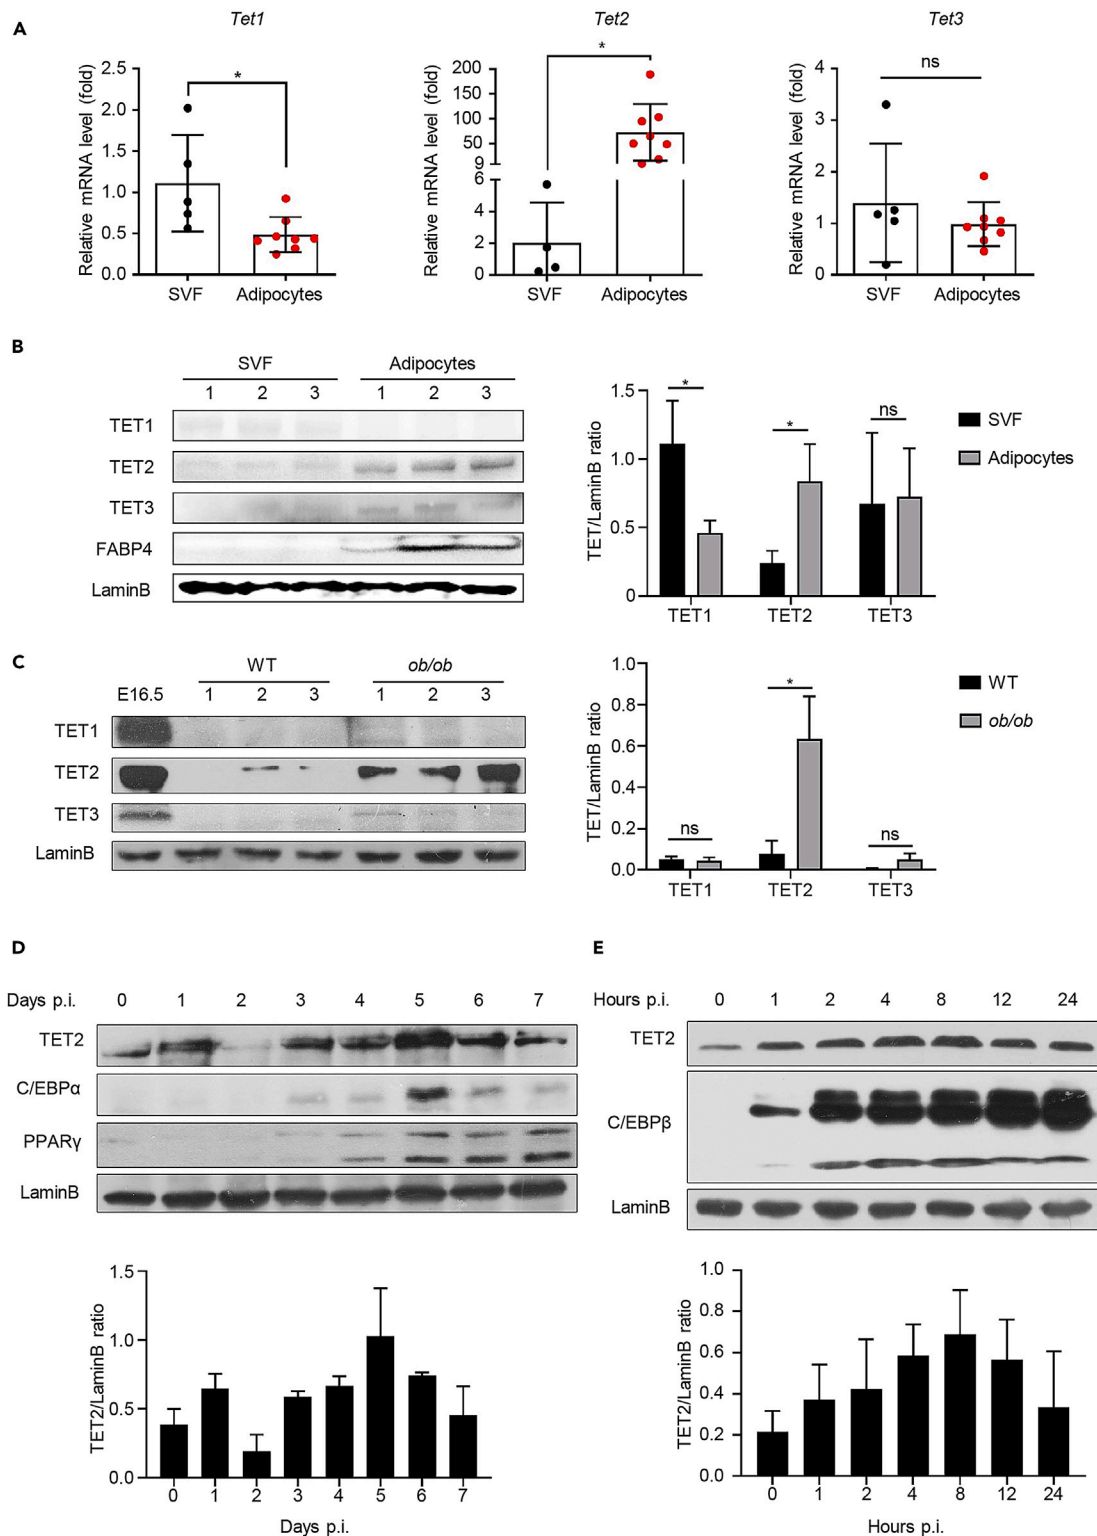 A
Tet1
Tet2
Tet3
Relative mRNA level (fold)
2.5
2.0
1.5
1.0
0.5
0.0
*
SVF
Adipocytes
Relative mRNA level (fold)
200
150
100
50
9
6
4
2
0
*
SVF
Adipocytes
Relative mRNA level (fold)
4
3
2
1
0
ns
SVF
Adipocytes
B
SVF
Adipocytes
1 2 3 1 2 3
TET1
TET2
TET3
FABP4
LaminB
TET/LaminB ratio
1.5
1.0
0.5
0
*
*
ns
TET1
TET2
TET3
SVF
Adipocytes
C
WT
ob/ob
E16.5 1 2 3 1 2 3
TET1
TET2
TET3
LaminB
TET/LaminB ratio
1.0
0.8
0.6
0.4
0.2
0.0
ns
*
ns
TET1
TET2
TET3
WT
ob/ob
D
Days p.i. 0 1 2 3 4 5 6 7
TET2
C/EBPα
PPARγ
LaminB
TET2/LaminB ratio
1.5
1.0
0.5
0.0
0 1 2 3 4 5 6 7
Days p.i.
E
Hours p.i. 0 1 2 4 8 12 24
TET2
C/EBPβ
LaminB
TET2/LaminB ratio
1.0
0.8
0.6
0.4
0.2
0.0
0 1 2 4 8 12 24
Hours p.i.